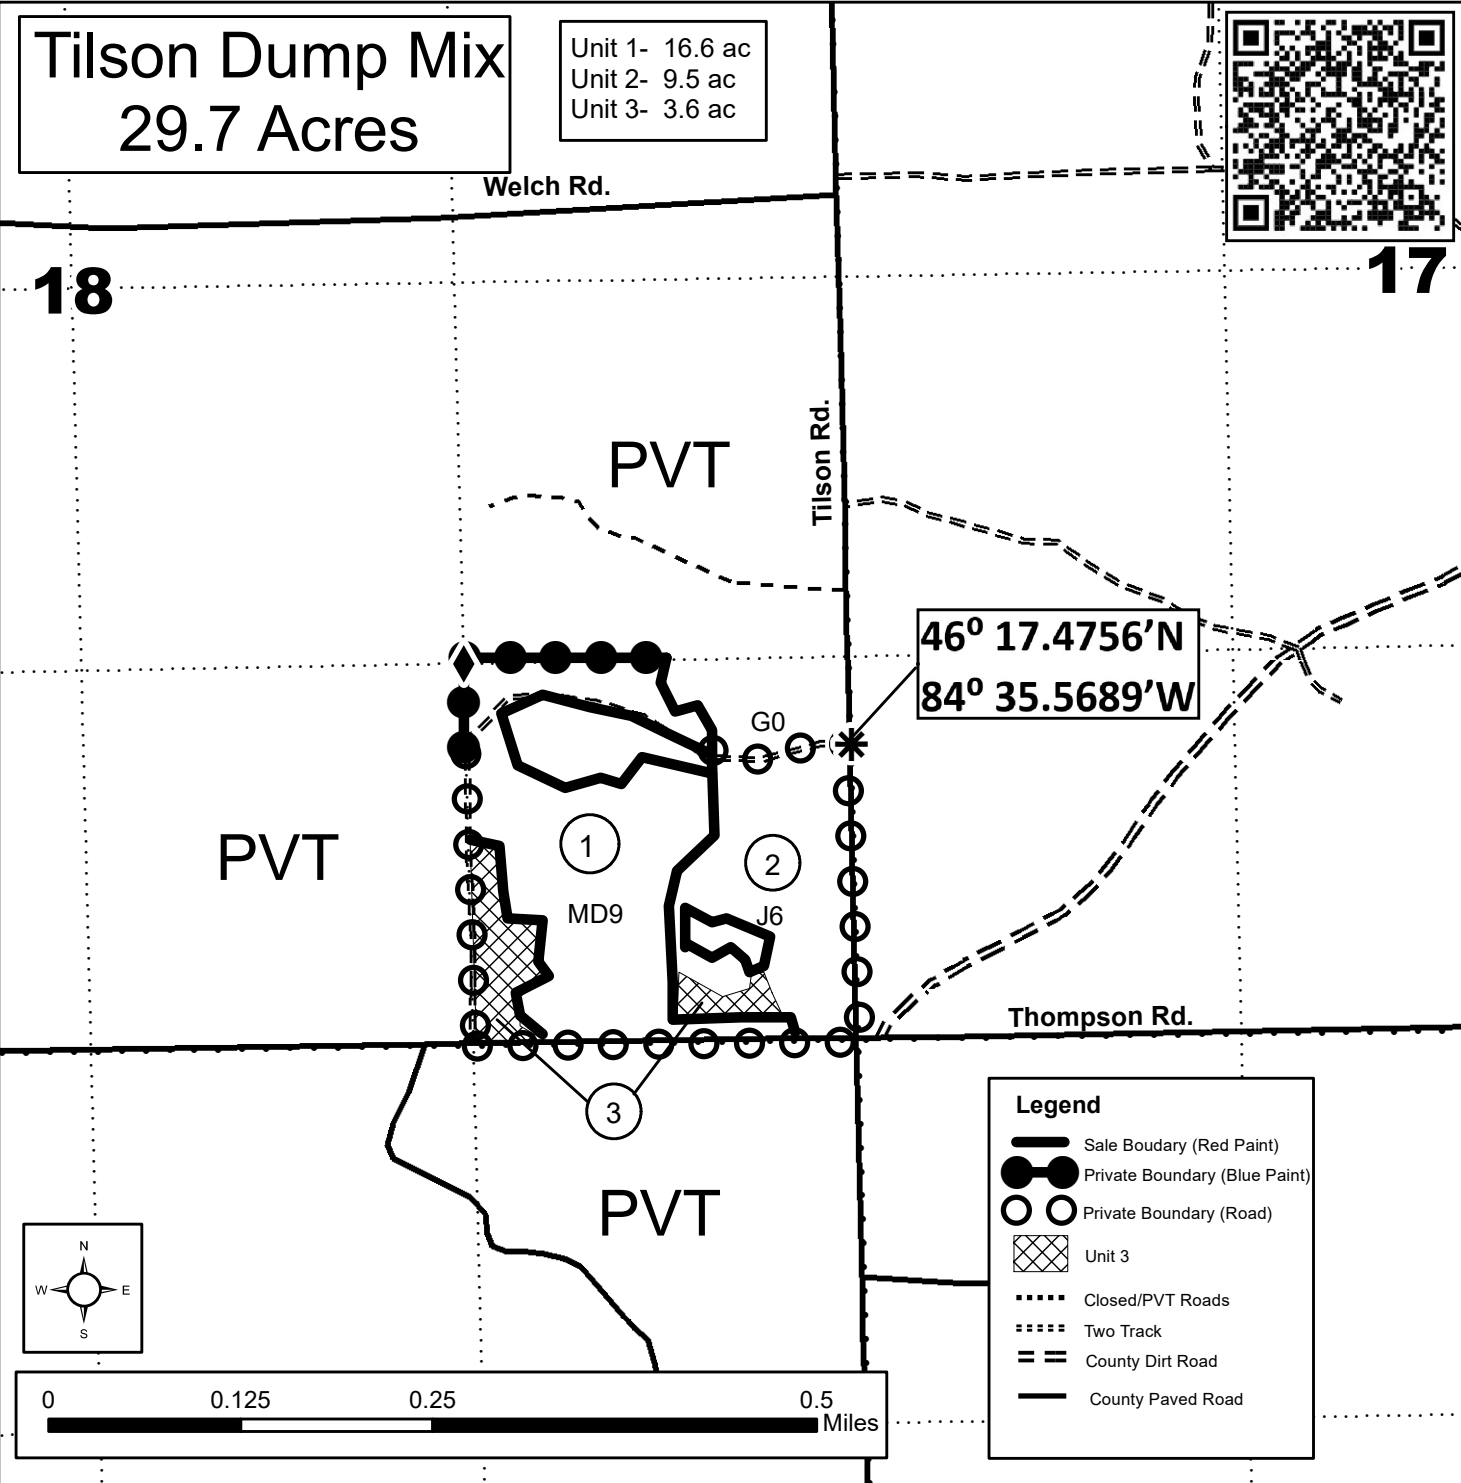 Tilson Dump Mix
29.7 Acres
Unit 1- 16.6 ac
Unit 2- 9.5 ac
Unit 3- 3.6 ac
Welch Rd.
18
17
PVT
Tilson Rd.
46⁰ 17.4756’N
84⁰ 35.5689’W
G0
PVT
1
2
MD9
J6
Thompson Rd.
3
PVT
Legend
Sale Boudary (Red Paint)
Private Boundary (Blue Paint)
Private Boundary (Road)
Unit 3
Closed/PVT Roads
Two Track
County Dirt Road
County Paved Road
N
W E
S
0 0.125 0.25 0.5
Miles